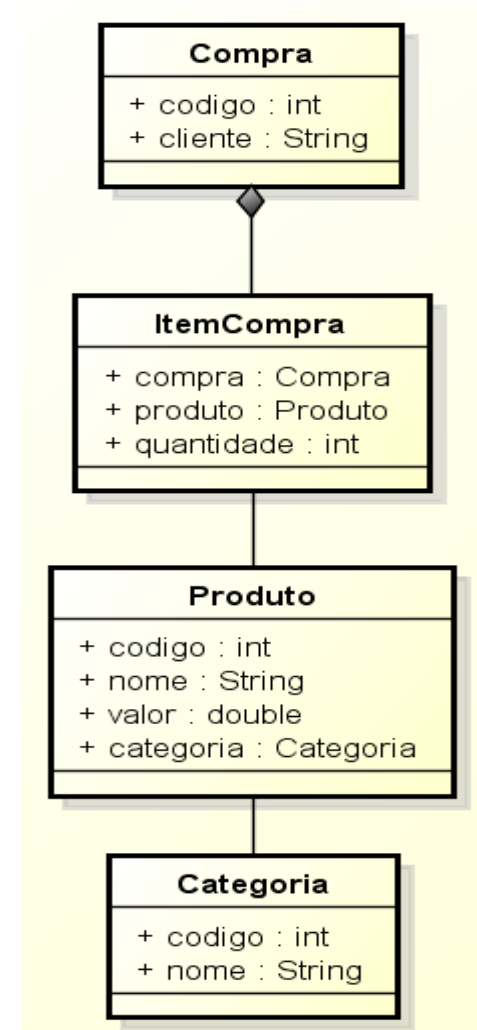 Compra
+ codigo : int
+ cliente : String
ItemCompra
+ compra : Compra
+ produto : Produto
+ quantidade : int
Produto
+ codigo : int
+ nome : String
+ valor : double
+ categoria : Categoria
Categoria
+ codigo : int
+ nome : String